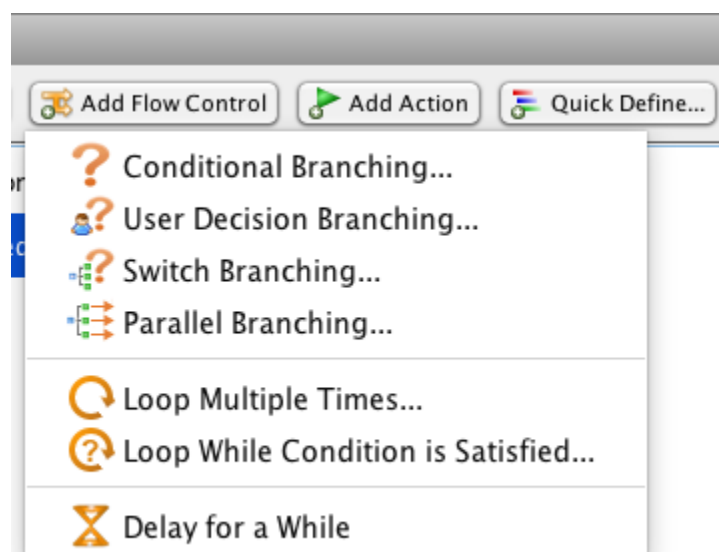 Add Flow Control Add Action Quick Define...
Conditional Branching...
User Decision Branching...
Switch Branching...
Parallel Branching...
Loop Multiple Times...
Loop While Condition is Satisfied...
Delay for a While